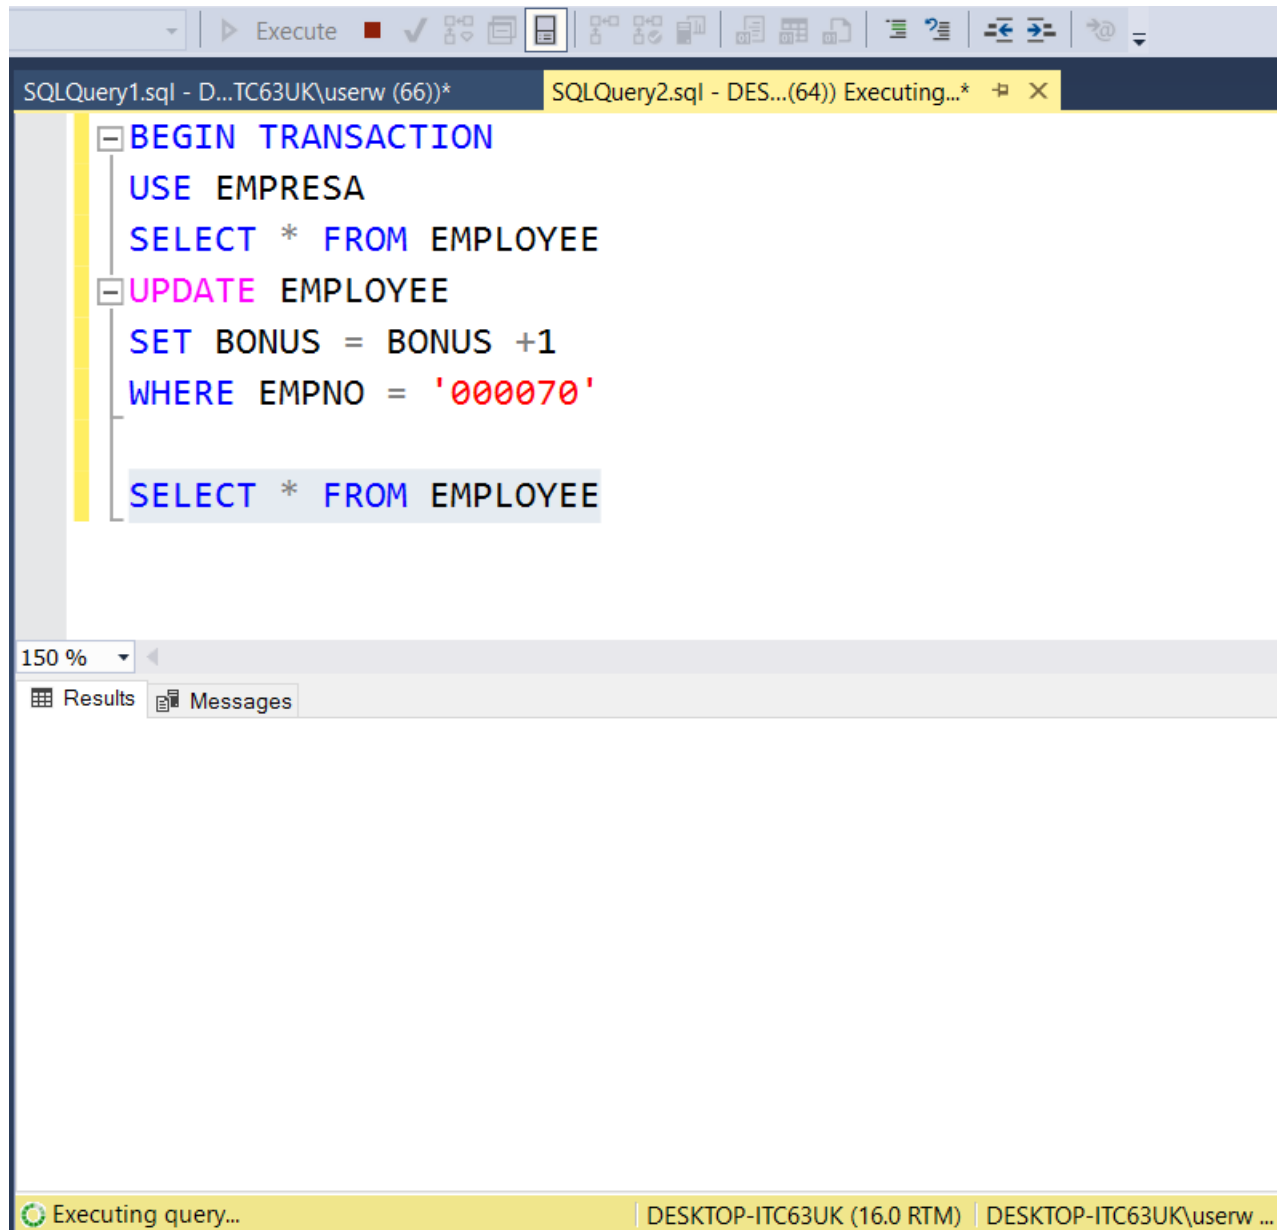 Execute
SQLQuery1.sql - D...TC63UK\userw (66))*
SQLQuery2.sql - DES...(64)) Executing...*
BEGIN TRANSACTION
USE EMPRESA
SELECT * FROM EMPLOYEE
UPDATE EMPLOYEE
SET BONUS = BONUS +1
WHERE EMPNO = '000070'
SELECT * FROM EMPLOYEE
150 %
Results
Messages
Executing query...
DESKTOP-ITC63UK (16.0 RTM)
DESKTOP-ITC63UK\userw ...